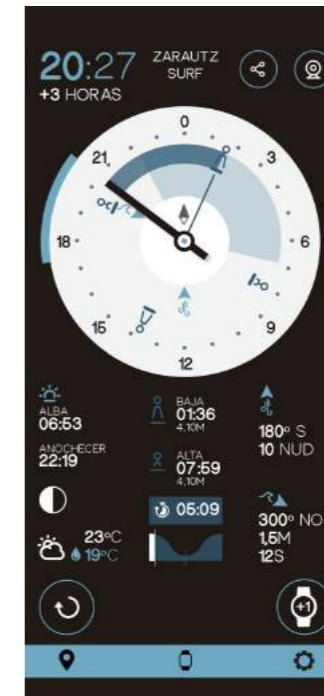 20:27
+3 HORAS
ZARAUTZ
SURF
0
3
6
9
12
15
18
21
ALBA
06:53
ANOCHECER
22:19
23ºC
19ºC
BAJA
01:36
4,10M
ALTA
07:59
4,10M
05:09
180º S
10 NUD
300º NO
1,5M
12S
+1